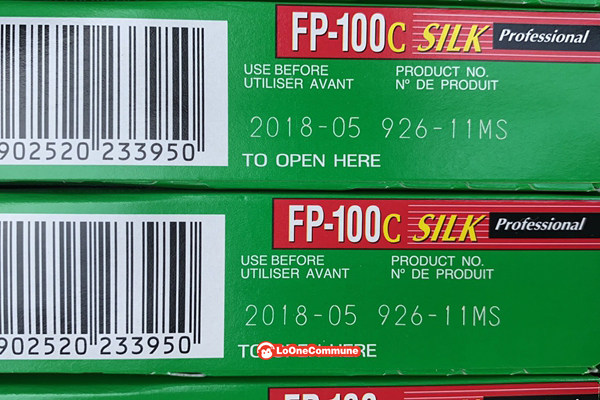 FP-100C SILK Professional
USE BEFORE PRODUCT NO.
UTILISER AVANT Nº DE PRODUIT
2018-05 926-11MS
902520 233950
TO OPEN HERE
FP-100C SILK Professional
USE BEFORE PRODUCT NO.
UTILISER AVANT Nº DE PRODUIT
2018-05 926-11MS
902520 233950
LoOneCommune